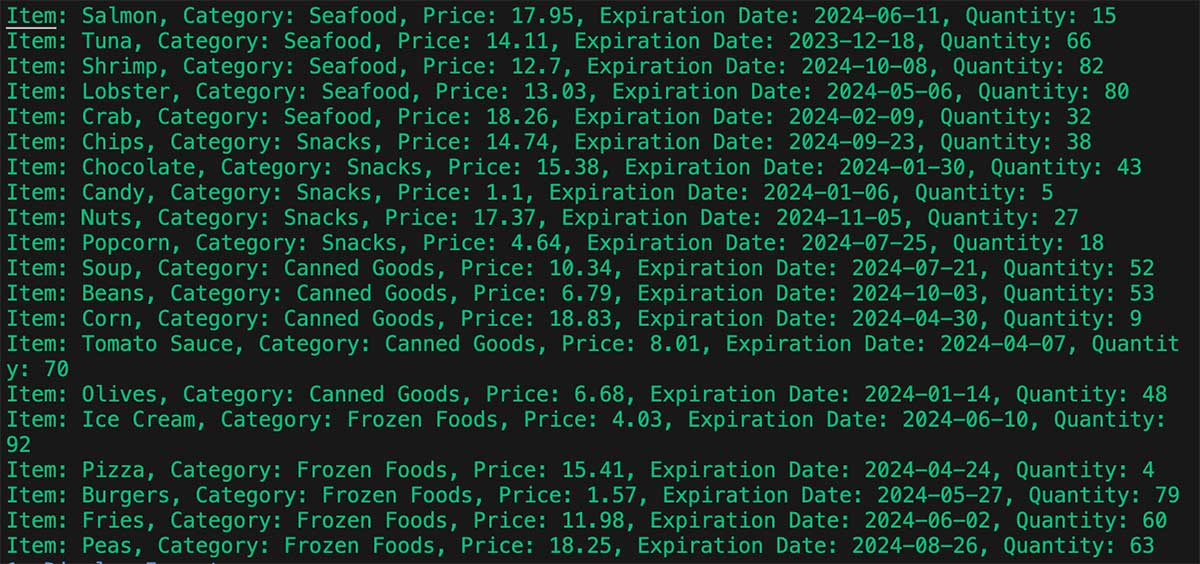 Item: Salmon, Category: Seafood, Price: 17.95, Expiration Date: 2024-06-11, Quantity: 15
Item: Tuna, Category: Seafood, Price: 14.11, Expiration Date: 2023-12-18, Quantity: 66
Item: Shrimp, Category: Seafood, Price: 12.7, Expiration Date: 2024-10-08, Quantity: 82
Item: Lobster, Category: Seafood, Price: 13.03, Expiration Date: 2024-05-06, Quantity: 80
Item: Crab, Category: Seafood, Price: 18.26, Expiration Date: 2024-02-09, Quantity: 32
Item: Chips, Category: Snacks, Price: 14.74, Expiration Date: 2024-09-23, Quantity: 38
Item: Chocolate, Category: Snacks, Price: 15.38, Expiration Date: 2024-01-30, Quantity: 43
Item: Candy, Category: Snacks, Price: 1.1, Expiration Date: 2024-01-06, Quantity: 5
Item: Nuts, Category: Snacks, Price: 17.37, Expiration Date: 2024-11-05, Quantity: 27
Item: Popcorn, Category: Snacks, Price: 4.64, Expiration Date: 2024-07-25, Quantity: 18
Item: Soup, Category: Canned Goods, Price: 10.34, Expiration Date: 2024-07-21, Quantity: 52
Item: Beans, Category: Canned Goods, Price: 6.79, Expiration Date: 2024-10-03, Quantity: 53
Item: Corn, Category: Canned Goods, Price: 18.83, Expiration Date: 2024-04-30, Quantity: 9
Item: Tomato Sauce, Category: Canned Goods, Price: 8.01, Expiration Date: 2024-04-07, Quantit
y: 70
Item: Olives, Category: Canned Goods, Price: 6.68, Expiration Date: 2024-01-14, Quantity: 48
Item: Ice Cream, Category: Frozen Foods, Price: 4.03, Expiration Date: 2024-06-10, Quantity:
92
Item: Pizza, Category: Frozen Foods, Price: 15.41, Expiration Date: 2024-04-24, Quantity: 4
Item: Burgers, Category: Frozen Foods, Price: 1.57, Expiration Date: 2024-05-27, Quantity: 79
Item: Fries, Category: Frozen Foods, Price: 11.98, Expiration Date: 2024-06-02, Quantity: 60
Item: Peas, Category: Frozen Foods, Price: 18.25, Expiration Date: 2024-08-26, Quantity: 63